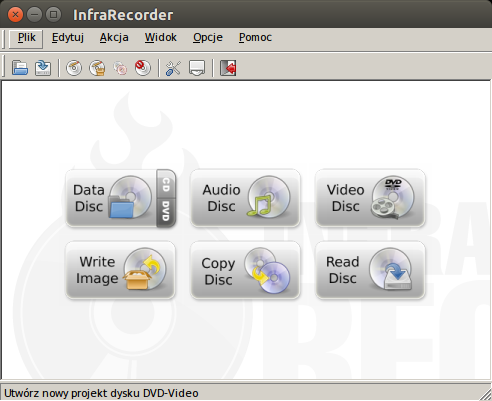 InfraRecorder
Plik Edytuj Akcja Widok Opcje Pomoc
Data Disc CD DVD
Audio Disc
DVD Video Disc
Write Image
Copy Disc
Read Disc
Utwórz nowy projekt dysku DVD-Video